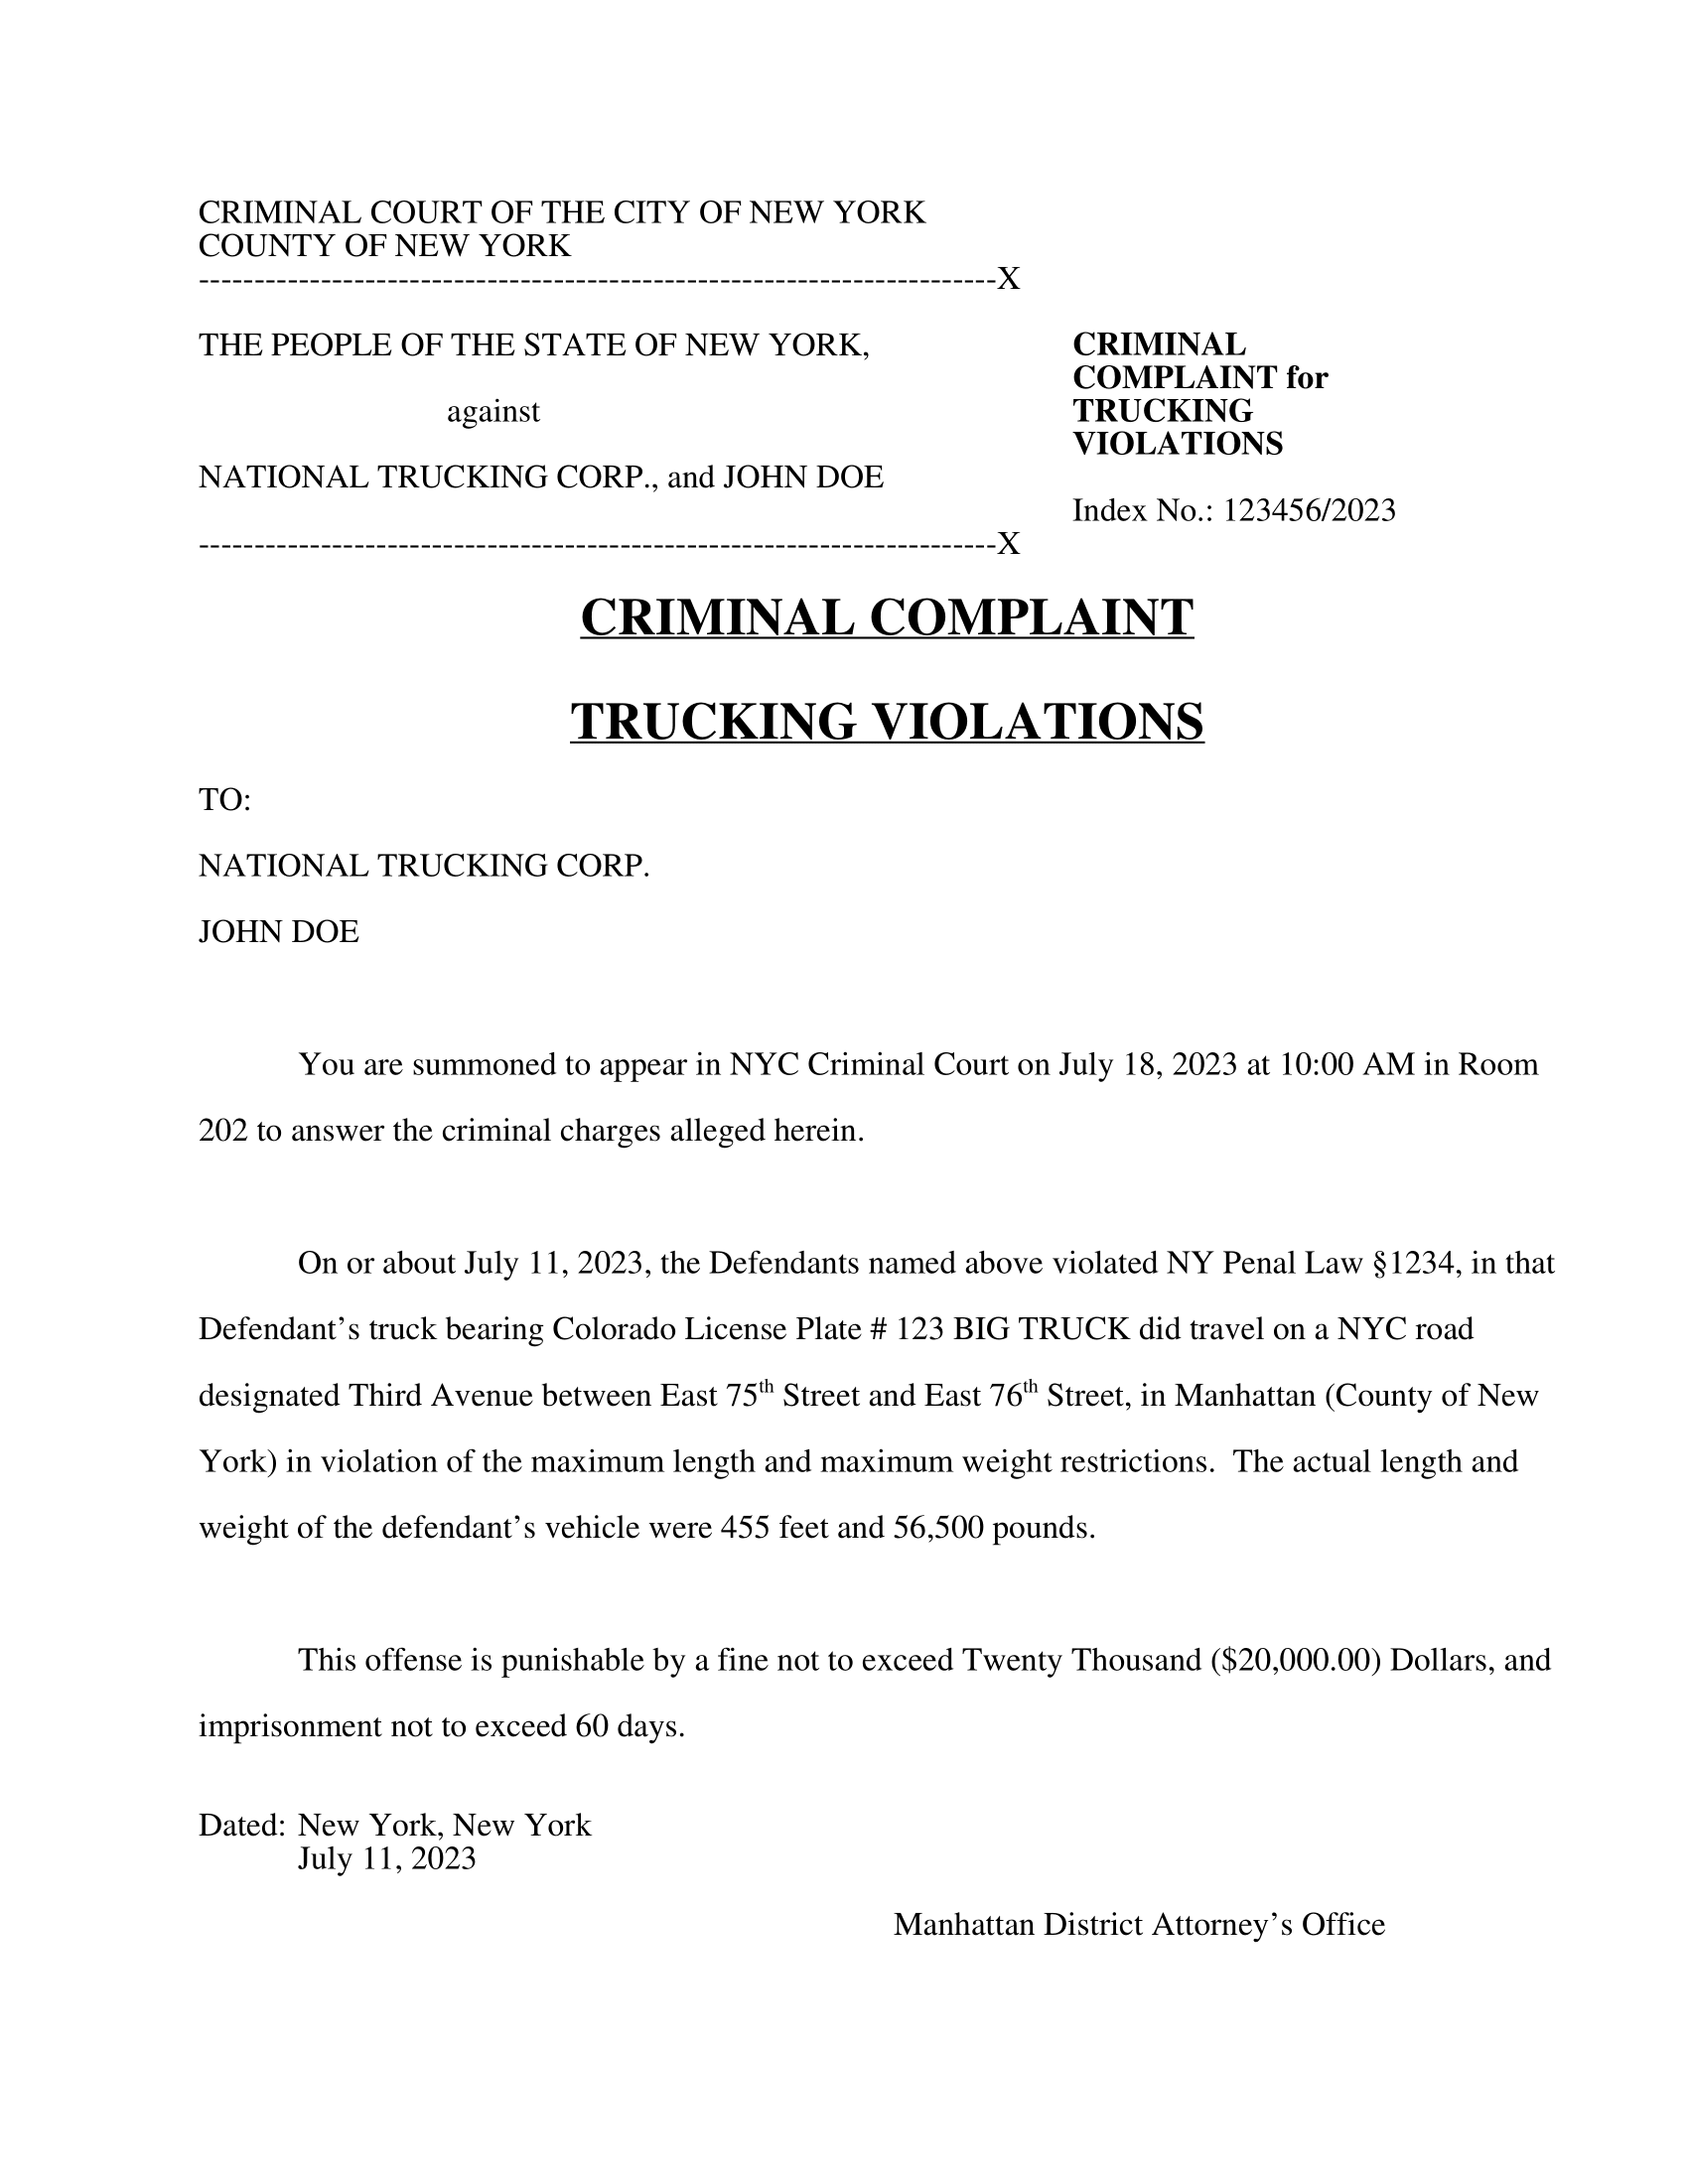 CRIMINAL COURT OF THE CITY OF NEW YORK
COUNTY OF NEW YORK
------------------------------------------------------------------------X
THE PEOPLE OF THE STATE OF NEW YORK,
against
NATIONAL TRUCKING CORP., and JOHN DOE
CRIMINAL
COMPLAINT for
TRUCKING
VIOLATIONS
Index No.: 123456/2023
------------------------------------------------------------------------X
CRIMINAL COMPLAINT
TRUCKING VIOLATIONS
TO:
NATIONAL TRUCKING CORP.
JOHN DOE
You are summoned to appear in NYC Criminal Court on July 18, 2023 at 10:00 AM in Room
202 to answer the criminal charges alleged herein.
On or about July 11, 2023, the Defendants named above violated NY Penal Law §1234, in that
Defendant’s truck bearing Colorado License Plate # 123 BIG TRUCK did travel on a NYC road
designated Third Avenue between East 75th Street and East 76th Street, in Manhattan (County of New
York) in violation of the maximum length and maximum weight restrictions.  The actual length and
weight of the defendant’s vehicle were 455 feet and 56,500 pounds.
This offense is punishable by a fine not to exceed Twenty Thousand ($20,000.00) Dollars, and
imprisonment not to exceed 60 days.
Dated: New York, New York
July 11, 2023
Manhattan District Attorney’s Office